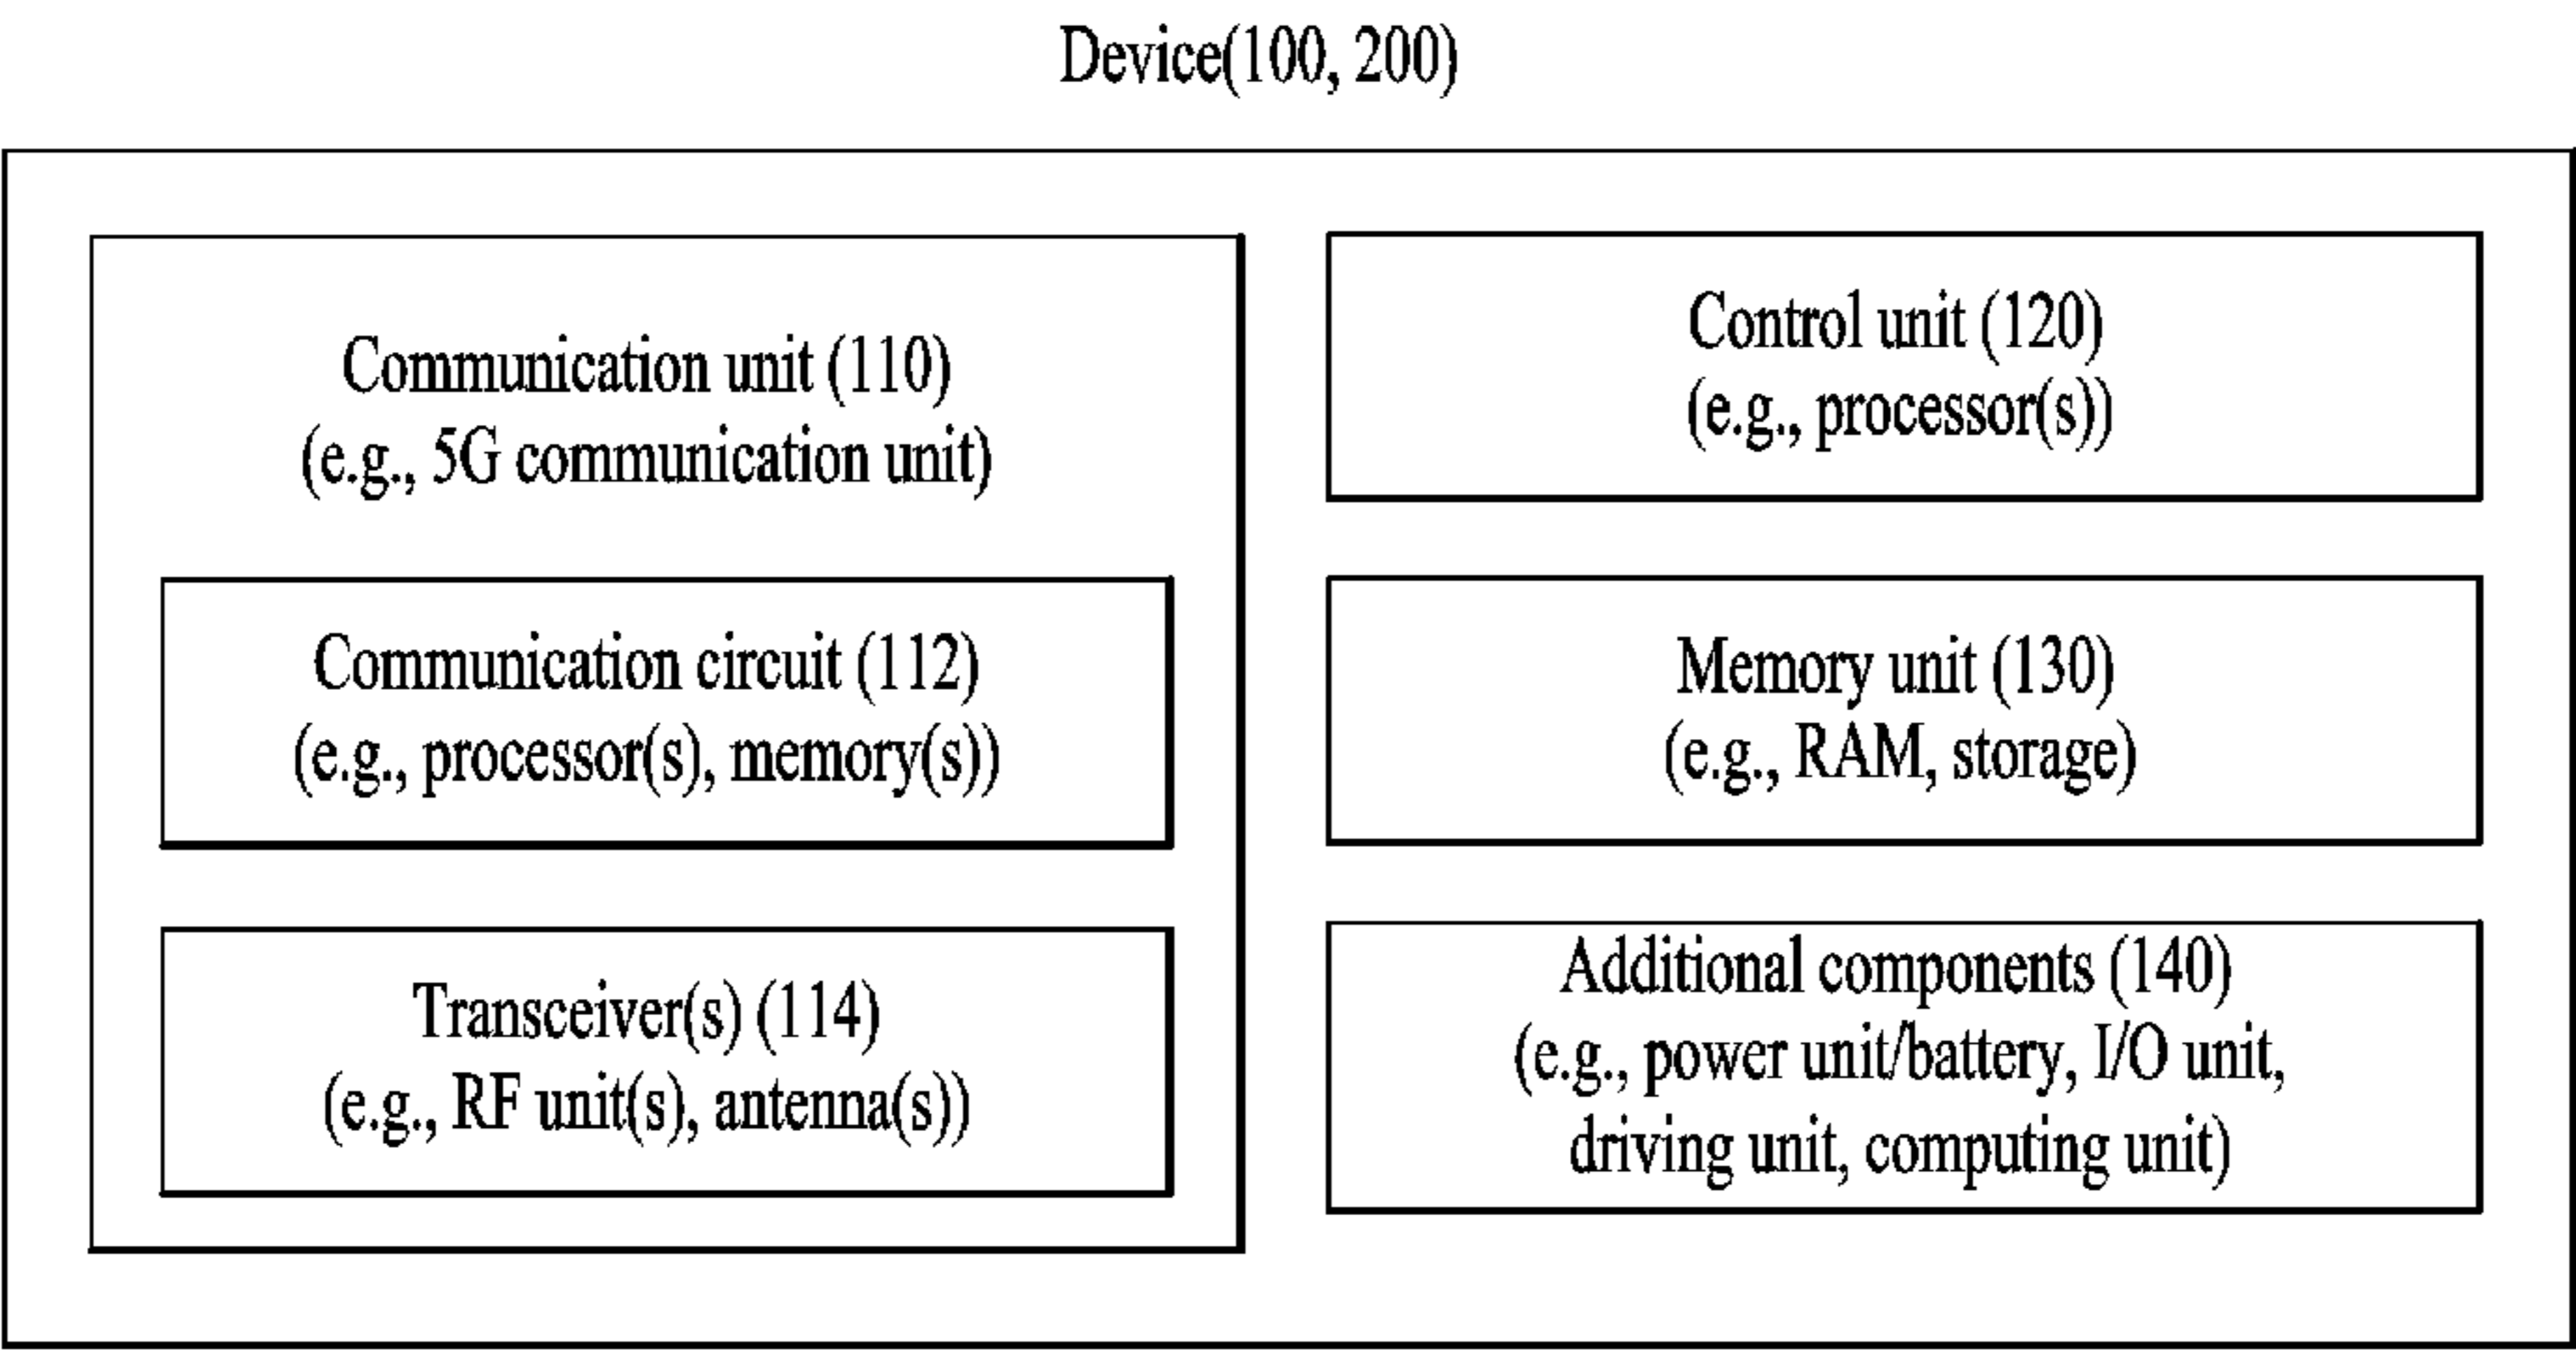 Device(100, 200)
Communication unit (110)
(e.g., 5G communication unit)
Communication circuit (112)
(e.g., processor(s), memory(s))
Transceiver(s) (114)
(e.g., RF unit(s), antenna(s))
Control unit (120)
(e.g., processor(s))
Memory unit (130)
(e.g., RAM, storage)
Additional components (140)
(e.g., power unit/battery, I/O unit,
driving unit, computing unit)